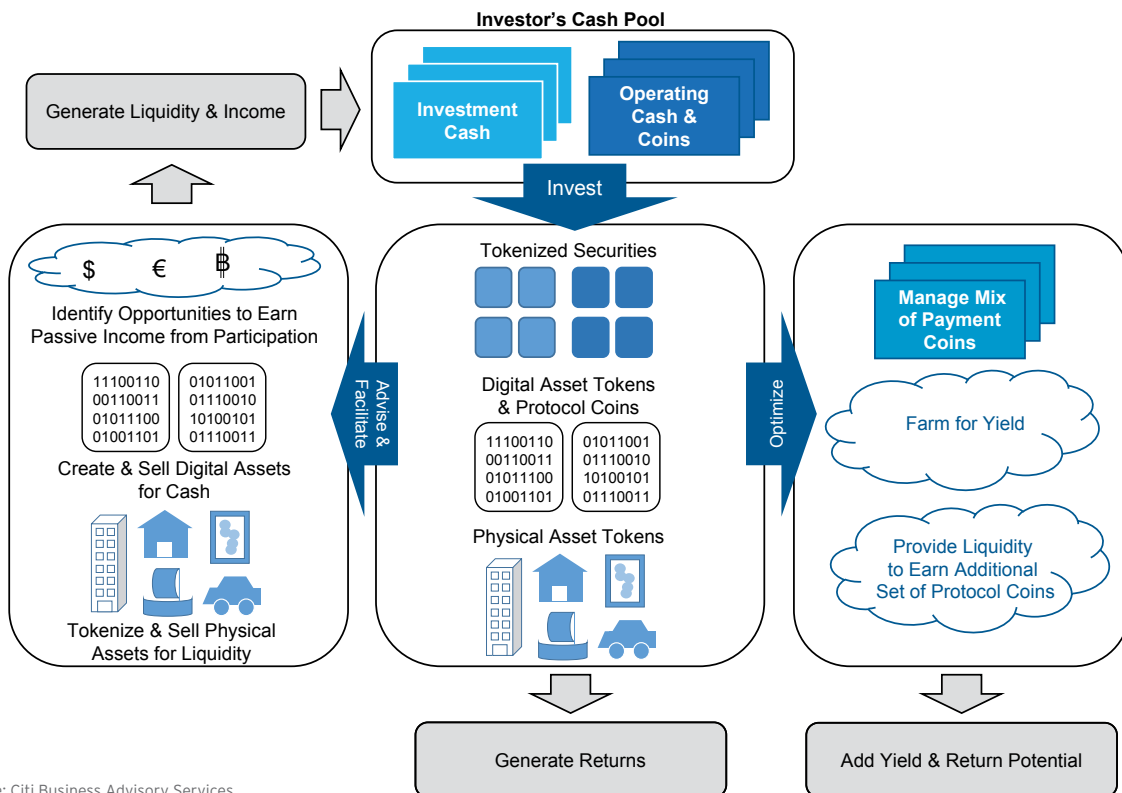 Investor’s Cash Pool
Generate Liquidity & Income
Investment
Cash
Operating
Cash &
Coins
Invest
$ € ₿
Identify Opportunities to Earn
Passive Income from Participation
11100110
00110011
01011100
01001101
01011001
01110010
10100101
01110011
Create & Sell Digital Assets
for Cash
Tokenize & Sell Physical
Assets for Liquidity
Advise &
Facilitate
Tokenized Securities
Digital Asset Tokens
& Protocol Coins
11100110
00110011
01011100
01001101
01011001
01110010
10100101
01110011
Physical Asset Tokens
Optimize
Manage Mix
of Payment
Coins
Farm for Yield
Provide Liquidity
to Earn Additional
Set of Protocol Coins
Generate Returns
Add Yield & Return Potential
Citi Business Advisory Services